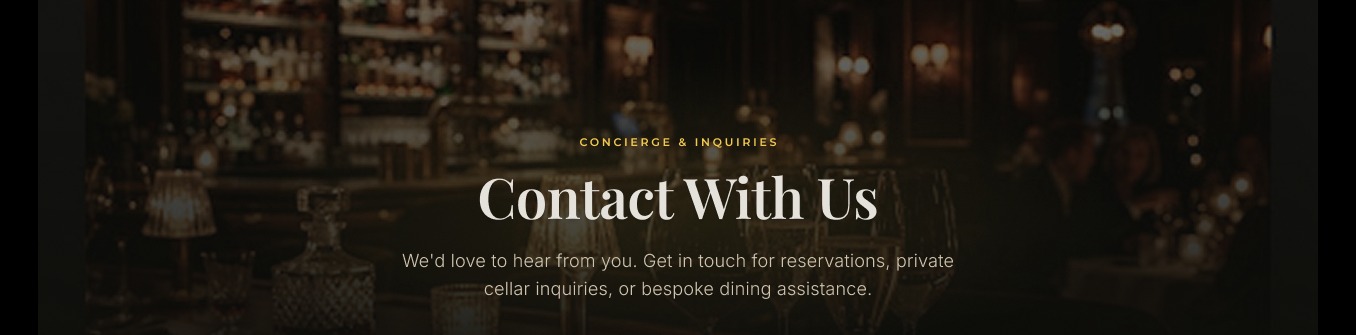 CONCIERGE & INQUIRIES
Contact With Us
We'd love to hear from you. Get in touch for reservations, private
cellar inquiries, or bespoke dining assistance.